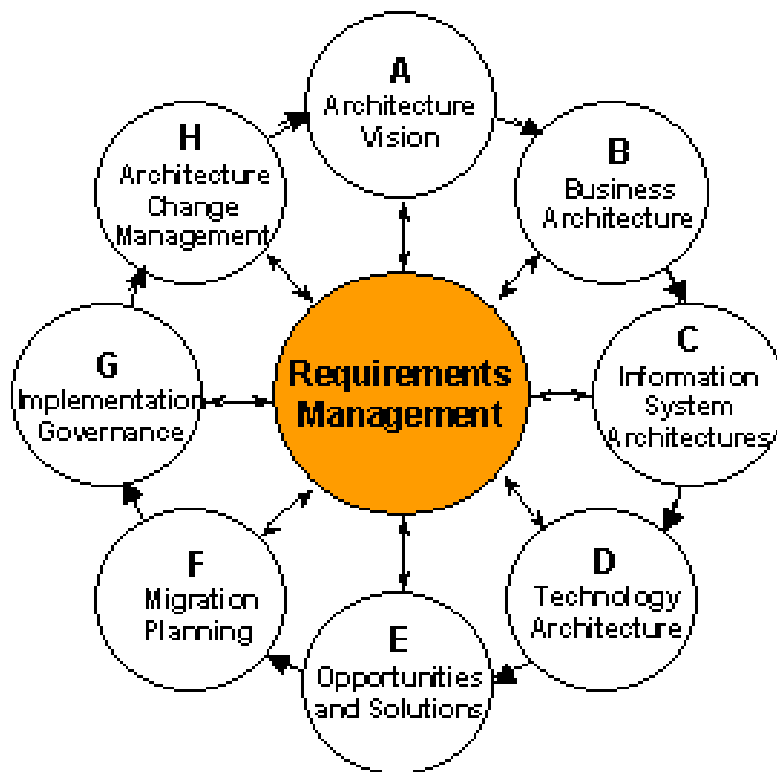 A
Architecture
Vision
B
Business
Architecture
C
Information
System
Architectures
D
Technology
Architecture
E
Opportunities
and Solutions
F
Migration
Planning
G
Implementation
Governance
H
Architecture
Change
Management
Requirements
Management